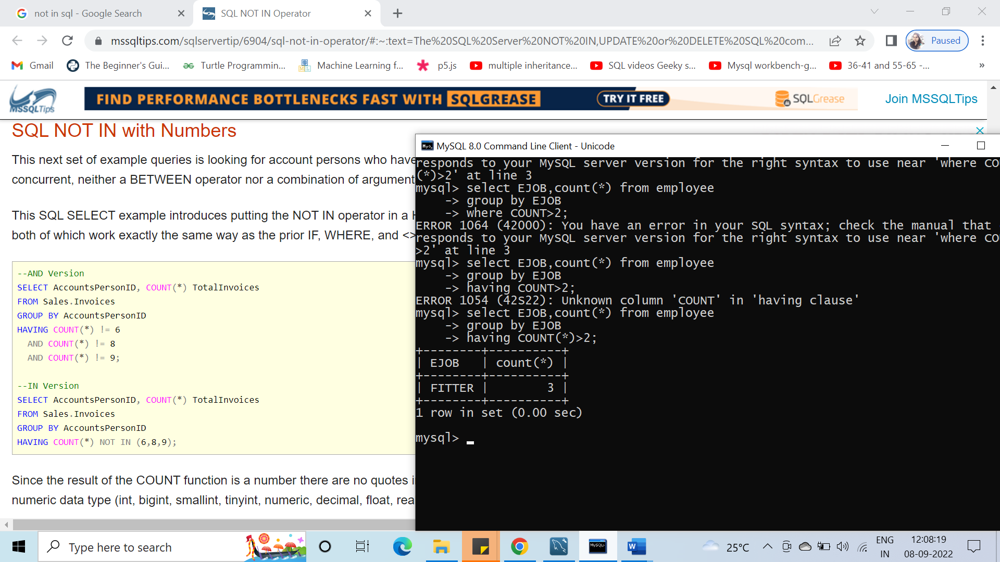 not in sql - Google Search
SQL NOT IN Operator
mssqltips.com/sqlservertip/6904/sql-not-in-operator/#:~:text=The%20SQL%20Server%20NOT%20IN,UPDATE%20or%20DELETE%20SQL%20com...
Paused
Gmail
The Beginner's Gui...
Turtle Programmin...
Machine Learning f...
p5.js
multiple inheritance...
SQL videos Geeky s...
Mysql workbench-g...
36-41 and 55-65 -...
»
MSSQLTips
FIND PERFORMANCE BOTTLENECKS FAST WITH SQLGREASE
TRY IT FREE
SQLGrease
Join MSSQLTips
SQL NOT IN with Numbers
This next set of example queries is looking for account persons who have
concurrent, neither a BETWEEN operator nor a combination of argument
This SQL SELECT example introduces putting the NOT IN operator in a H
both of which work exactly the same way as the prior IF, WHERE, and <>
--AND Version
SELECT AccountsPersonID, COUNT(*) TotalInvoices
FROM Sales.Invoices
GROUP BY AccountsPersonID
HAVING COUNT(*) != 6
AND COUNT(*) != 8
AND COUNT(*) != 9;
--IN Version
SELECT AccountsPersonID, COUNT(*) TotalInvoices
FROM Sales.Invoices
GROUP BY AccountsPersonID
HAVING COUNT(*) NOT IN (6,8,9);
Since the result of the COUNT function is a number there are no quotes i
numeric data type (int, bigint, smallint, tinyint, numeric, decimal, float, rea
MySQL 8.0 Command Line Client - Unicode
responds to your MySQL server version for the right syntax to use near 'where COU
(*)>2' at line 3
mysql> select EJOB,count(*) from employee
-> group by EJOB
-> where COUNT>2;
ERROR 1064 (42000): You have an error in your SQL syntax; check the manual that
responds to your MySQL server version for the right syntax to use near 'where COU
>2' at line 3
mysql> select EJOB,count(*) from employee
-> group by EJOB
-> having COUNT>2;
ERROR 1054 (42S22): Unknown column 'COUNT' in 'having clause'
mysql> select EJOB,count(*) from employee
-> group by EJOB
-> having COUNT(*)>2;
+--------+----------+
| EJOB   | count(*) |
+--------+----------+
| FITTER |        3 |
+--------+----------+
1 row in set (0.00 sec)
mysql>
Type here to search
MySQL
W
25°C
ENG
IN
12:08:19
08-09-2022